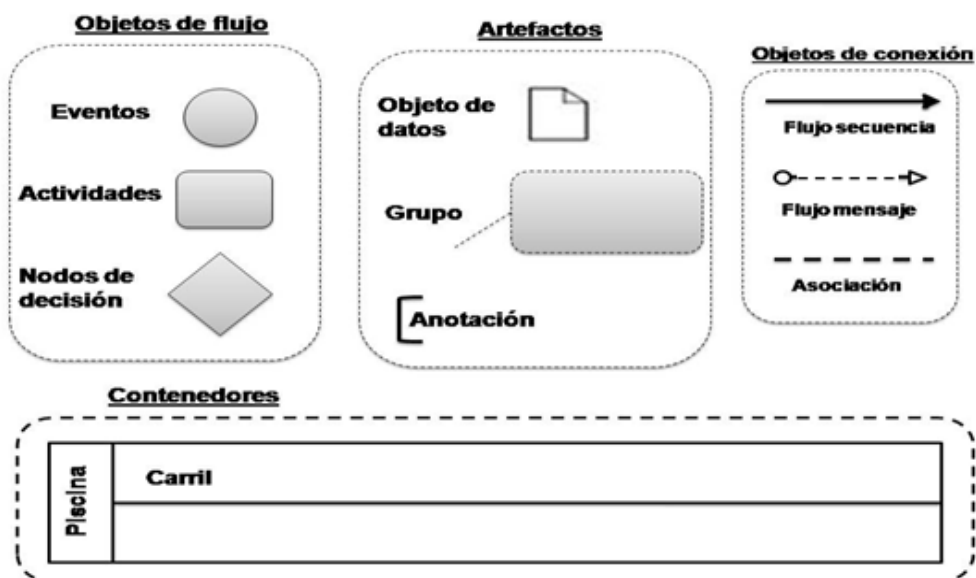 Objetos de flujo
Eventos
Actividades
Nodos de
decisión
Artefactos
Objeto de
datos
Grupo
Anotación
Objetos de conexión
Flujo secuencia
Flujo mensaje
Asociación
Contenedores
Piscina
Carril